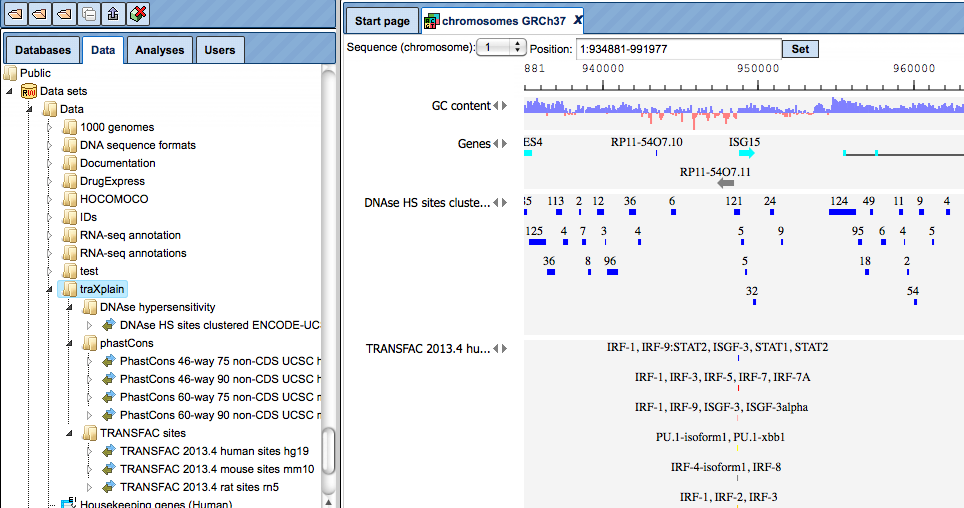 Databases Data Analyses Users
Public
Data sets
Data
1000 genomes
DNA sequence formats
Documentation
DrugExpress
HOCOMOCO
IDs
RNA-seq annotation
RNA-seq annotations
test
traXplain
DNAse hypersensitivity
DNAse HS sites clustered ENCODE-UC
phastCons
PhastCons 46-way 75 non-CDS UCSC h
PhastCons 46-way 90 non-CDS UCSC h
PhastCons 60-way 75 non-CDS UCSC r
PhastCons 60-way 90 non-CDS UCSC r
TRANSFAC sites
TRANSFAC 2013.4 human sites hg19
TRANSFAC 2013.4 mouse sites mm10
TRANSFAC 2013.4 rat sites rn5
Housekeeping genes (Human)
Start page chromosomes GRCh37 X
Sequence (chromosome): 1 Position: 1:934881-991977 Set
881 940000 950000 960000
GC content
Genes ES4 RP11-54O7.10 ISG15
RP11-54O7.11
DNAse HS sites cluste... 35 113 2 12 36 6 121 24 124 49 11 9 4
125 4 7 3 4 5 9 95 6 4 5
36 8 96 5 18 2
32 54
TRANSFAC 2013.4 hu... IRF-1, IRF-9:STAT2, ISGF-3, STAT1, STAT2
IRF-1, IRF-3, IRF-5, IRF-7, IRF-7A
IRF-1, IRF-9, ISGF-3, ISGF-3alpha
PU.1-isoform1, PU.1-xbb1
IRF-4-isoform1, IRF-8
IRF-1, IRF-2, IRF-3